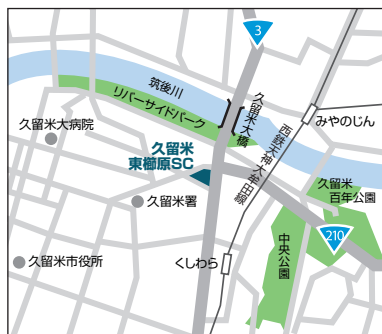 3
筑後川
リバーサイドパーク
久留米大橋
西鉄天神大牟田線
みやのじん
久留米大病院
久留米
東櫛原SC
久留米署
久留米
百年公園
210
中央公園
くしわら
久留米市役所